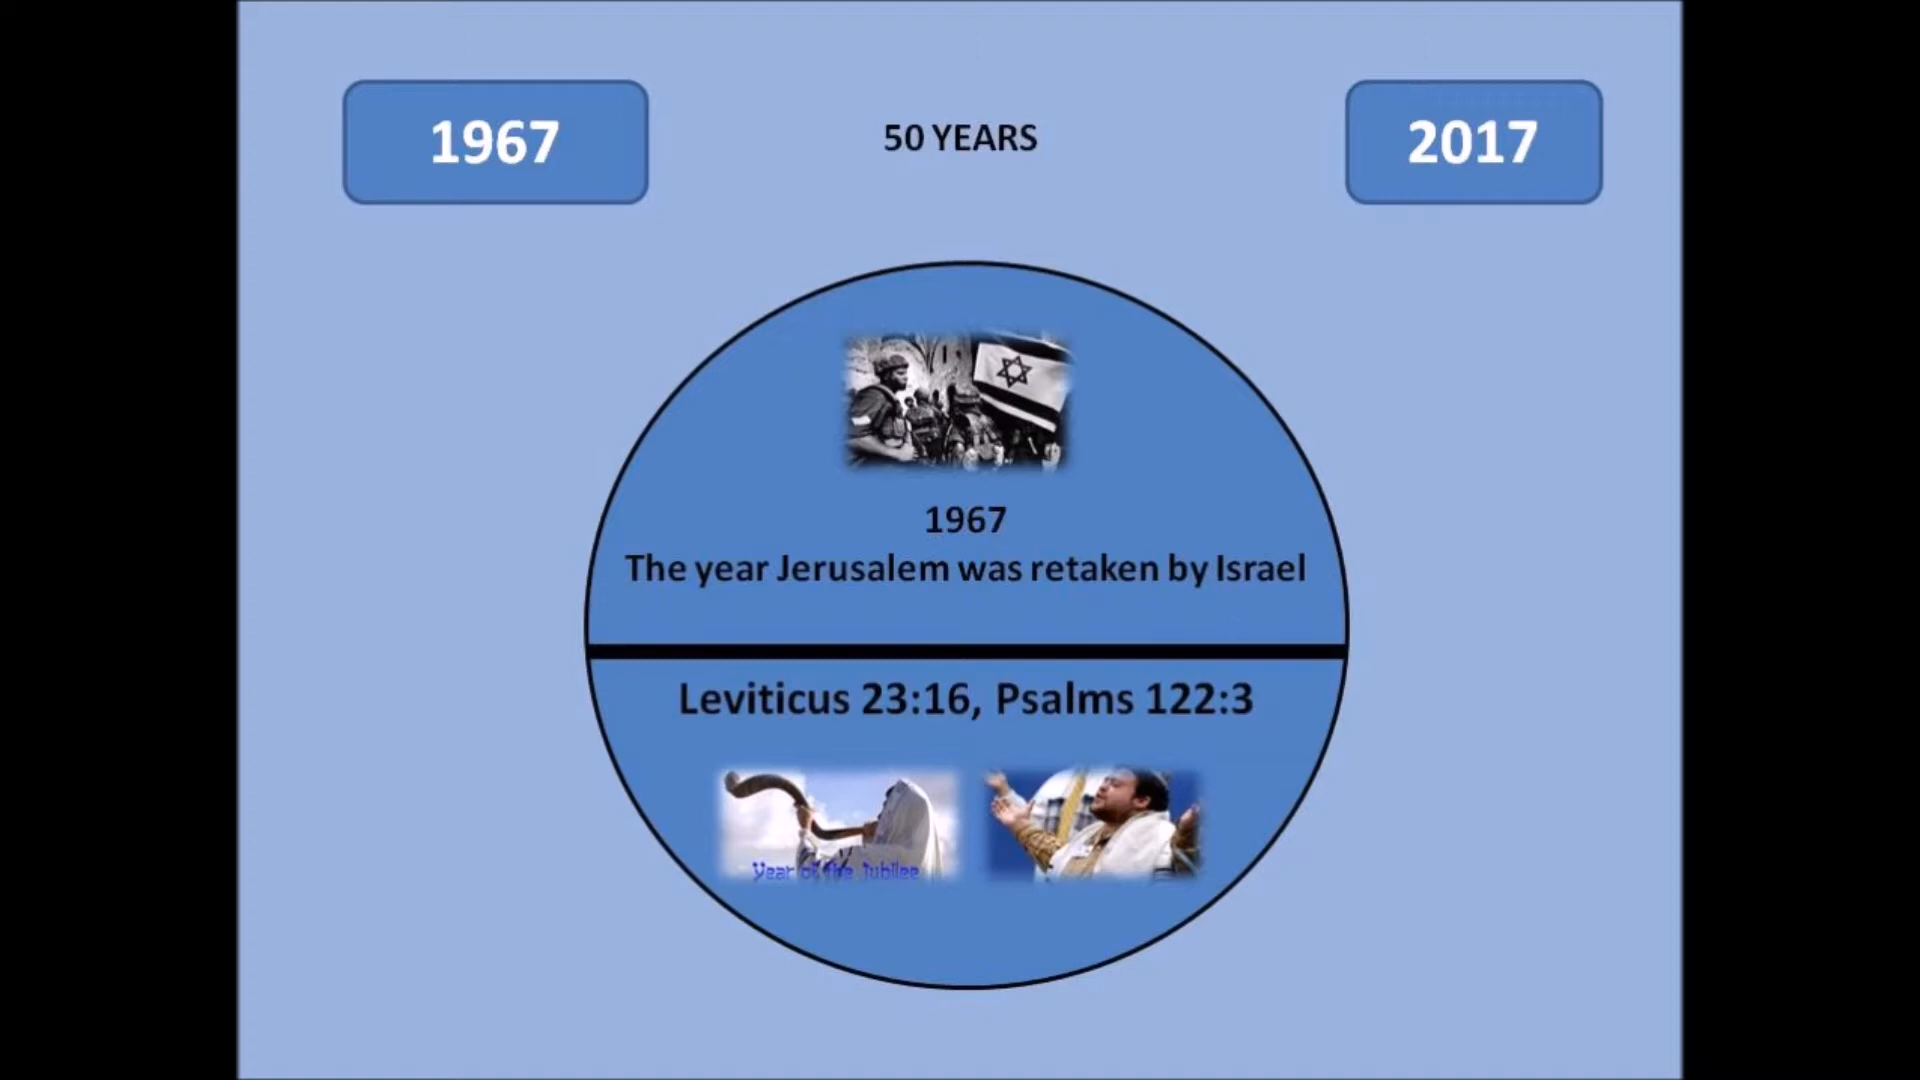 1967
50 YEARS
2017
1967
The year Jerusalem was retaken by Israel
Leviticus 23:16, Psalms 122:3
Year of the Jubilee